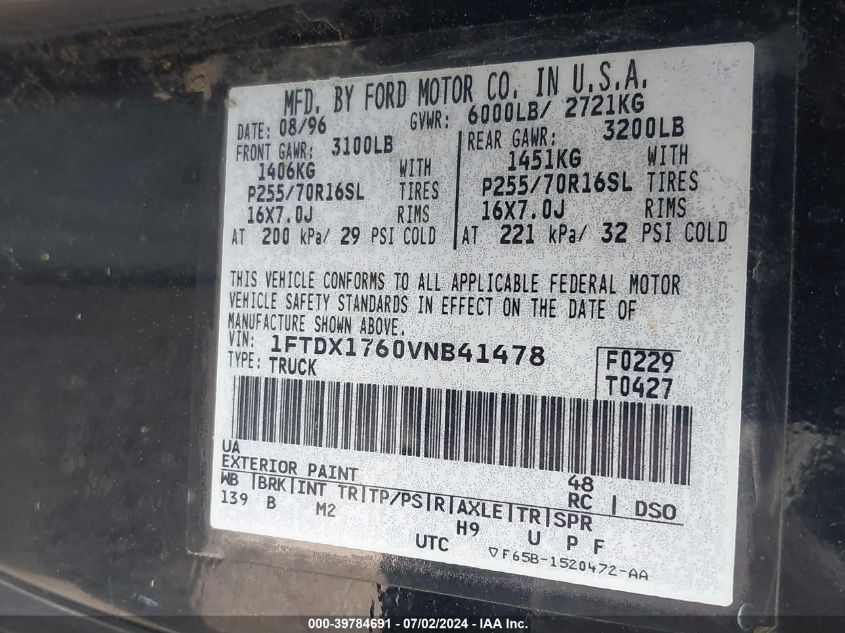 MFD. BY FORD MOTOR CO. IN U.S.A.
DATE: 08/96 GVWR: 6000LB/ 2721KG
FRONT GAWR: 3100LB REAR GAWR: 3200LB
1406KG WITH 1451KG WITH
P255/70R16SL TIRES P255/70R16SL TIRES
16X7.0J RIMS 16X7.0J RIMS
AT 200 kPa/ 29 PSI COLD AT 221 kPa/ 32 PSI COLD
THIS VEHICLE CONFORMS TO ALL APPLICABLE FEDERAL MOTOR
VEHICLE SAFETY STANDARDS IN EFFECT ON THE DATE OF
MANUFACTURE SHOWN ABOVE.
VIN: 1FTDX1760VNB41478 F0229
TYPE: TRUCK T0427
UA
EXTERIOR PAINT 48 RC DSO
WB BRK INT TR TP/PS R AXLE TR SPR
139 B M2 H9 U P F
UTC ▽F65B-1520472-AA
000-39784691 - 07/02/2024 - IMPACTAUTO.CA